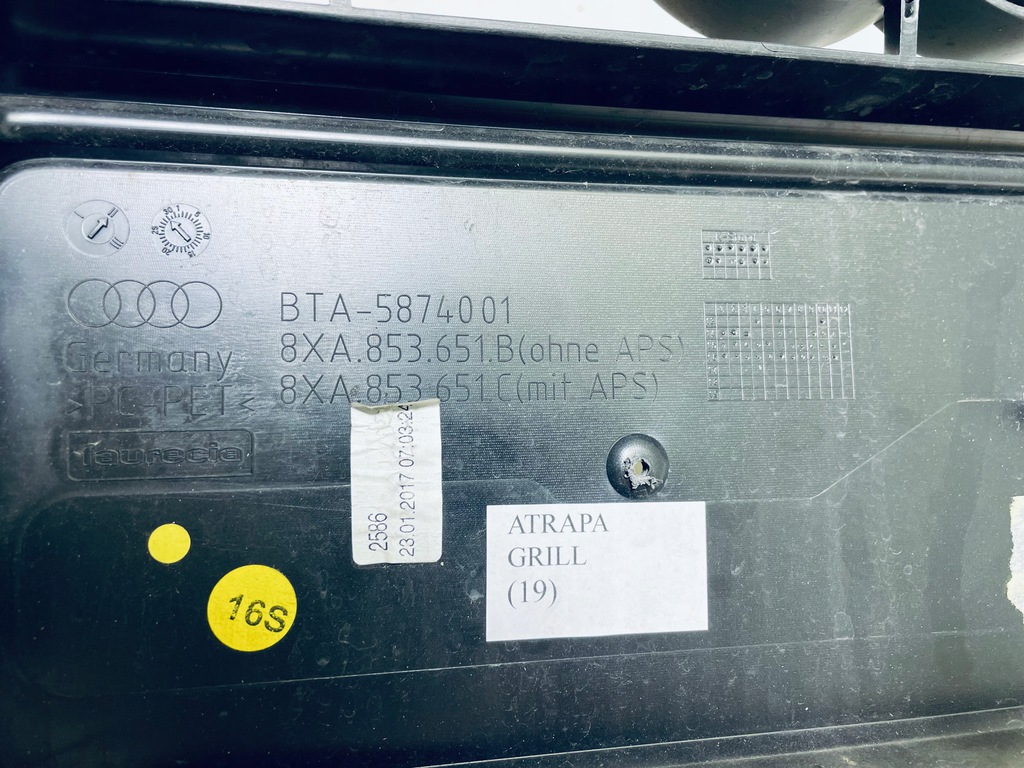 BTA-5874001
8XA.853.651.B(ohne APS)
8XA.853.651.C(mit APS)
Germany
>PC+PET<
faurecia
2586
23.01.2017 07:03:24
16S
ATRAPA
GRILL
(19)